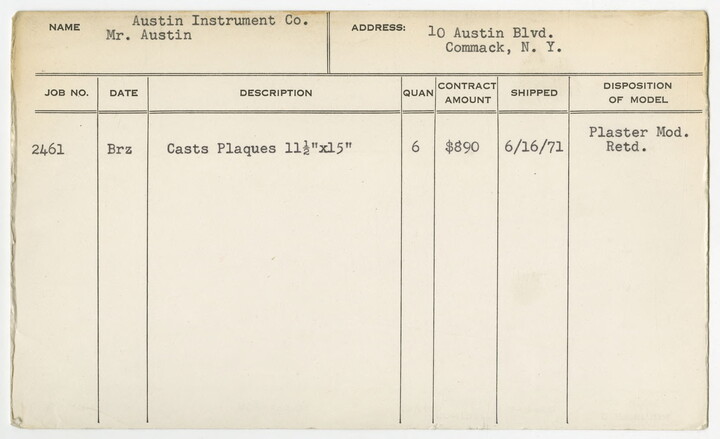 NAME Austin Instrument Co.
Mr. Austin
ADDRESS: 10 Austin Blvd.
Commack, N. Y.
JOB NO. DATE DESCRIPTION QUAN CONTRACT AMOUNT SHIPPED DISPOSITION OF MODEL
2461 Brz Casts Plaques 11½"x15" 6 $890 6/16/71 Plaster Mod.
Retd.